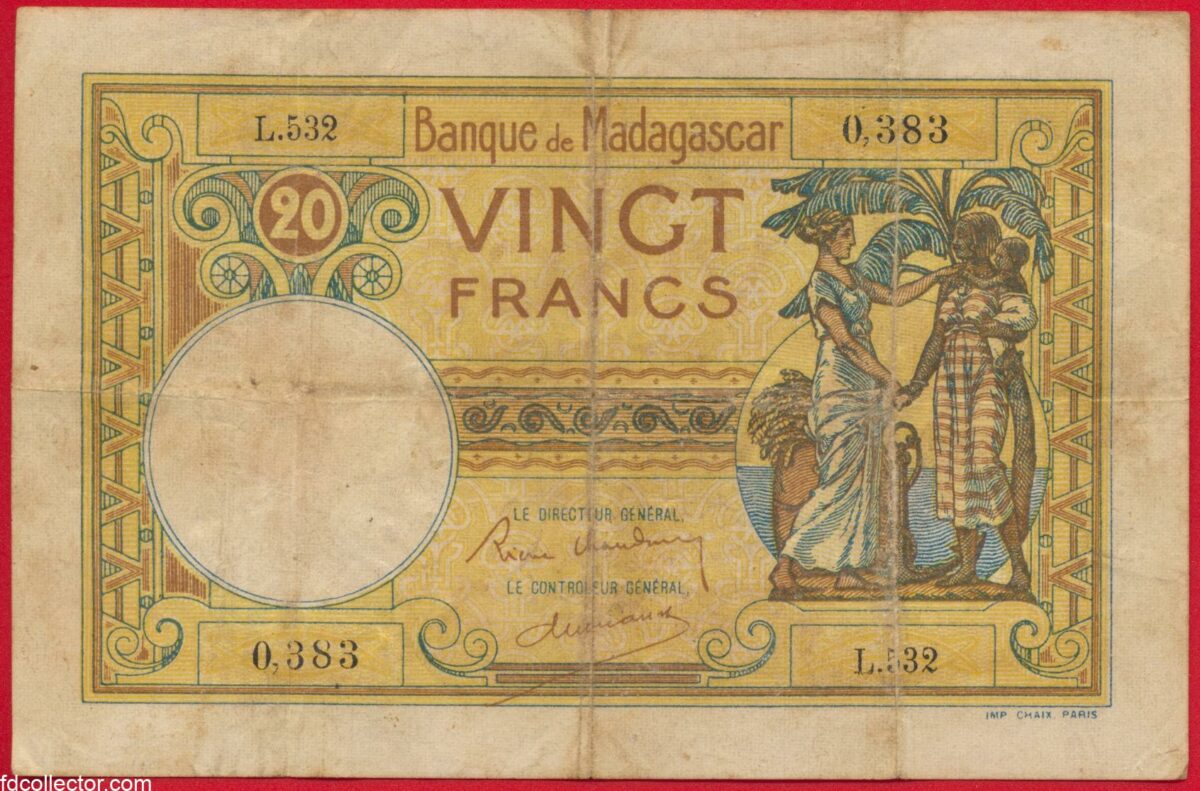 L.532
Banque de Madagascar
0,383
20
VINGT
FRANCS
LE DIRECTEUR GÉNÉRAL,
LE CONTROLEUR GÉNÉRAL,
0,383
L.532
IMP CHAIX. PARIS
fdcollector.com